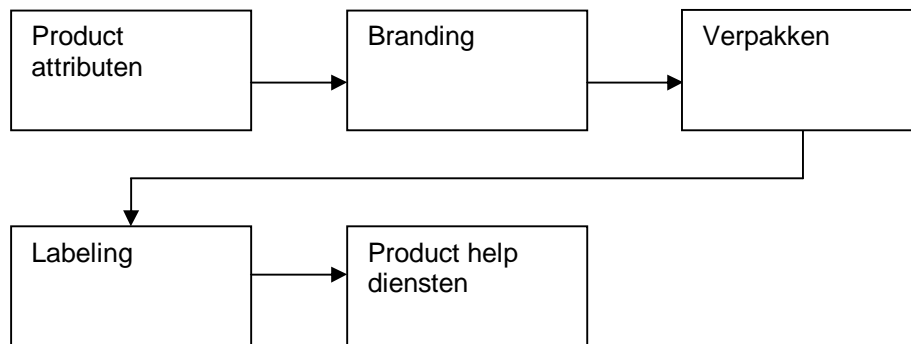 Product
attributen
Branding
Verpakken
Labeling
Product help
diensten